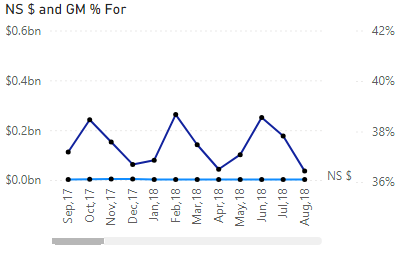 NS $ and GM % For
$0.6bn
42%
$0.4bn
40%
$0.2bn
38%
$0.0bn
NS $
36%
Sep,17
Oct,17
Nov,17
Dec,17
Jan,18
Feb,18
Mar,18
Apr,18
May,18
Jun,18
Jul,18
Aug,18